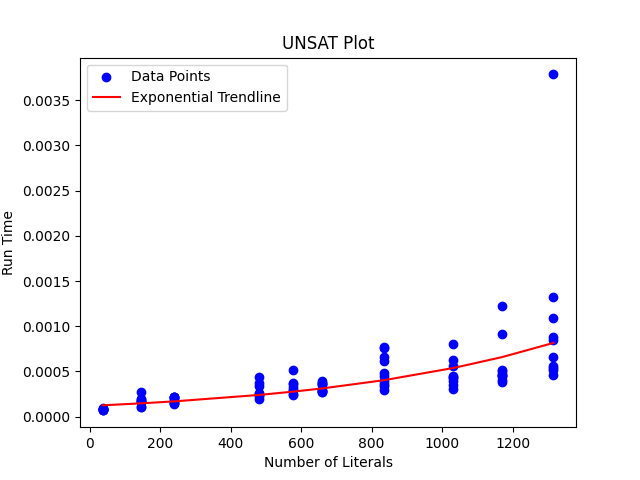 UNSAT Plot
Data Points
Exponential Trendline
Run Time
0.0035
0.0030
0.0025
0.0020
0.0015
0.0010
0.0005
0.0000
0 200 400 600 800 1000 1200
Number of Literals